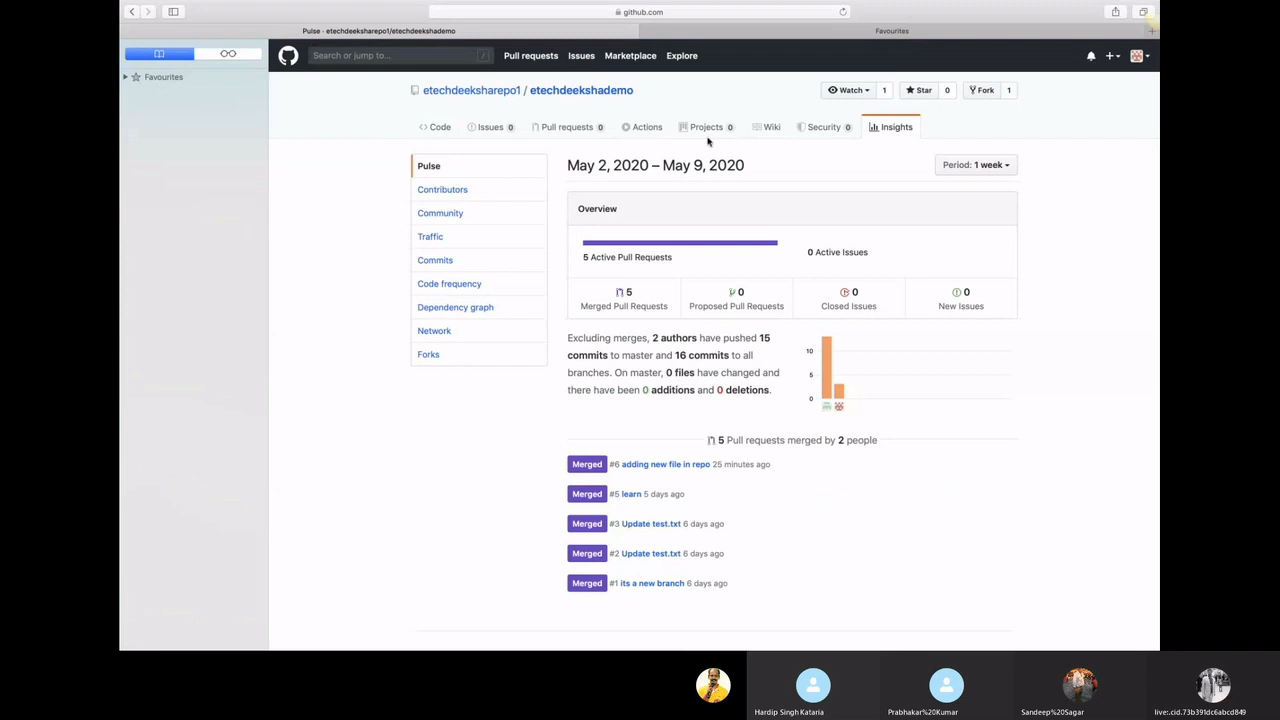 github.com
Pulse · etechdeeksharepo1/etechdeekshademo
Favourites
Favourites
Search or jump to... /
Pull requests Issues Marketplace Explore
etechdeeksharepo1 / etechdeekshademo
Watch 1 Star 0 Fork 1
Code Issues 0 Pull requests 0 Actions Projects 0 Wiki Security 0 Insights
Pulse
Contributors
Community
Traffic
Commits
Code frequency
Dependency graph
Network
Forks
May 2, 2020 – May 9, 2020
Period: 1 week
Overview
5 Active Pull Requests
0 Active Issues
5
Merged Pull Requests
0
Proposed Pull Requests
0
Closed Issues
0
New Issues
Excluding merges, 2 authors have pushed 15
commits to master and 16 commits to all
branches. On master, 0 files have changed and
there have been 0 additions and 0 deletions.
10
5
0
5 Pull requests merged by 2 people
Merged #6 adding new file in repo 25 minutes ago
Merged #5 learn 5 days ago
Merged #3 Update test.txt 6 days ago
Merged #2 Update test.txt 6 days ago
Merged #1 its a new branch 6 days ago
Hardip Singh Kataria
Prabhakar%20Kumar
Sandeep%20Sagar
live:.cid.73b391dc6abcd849